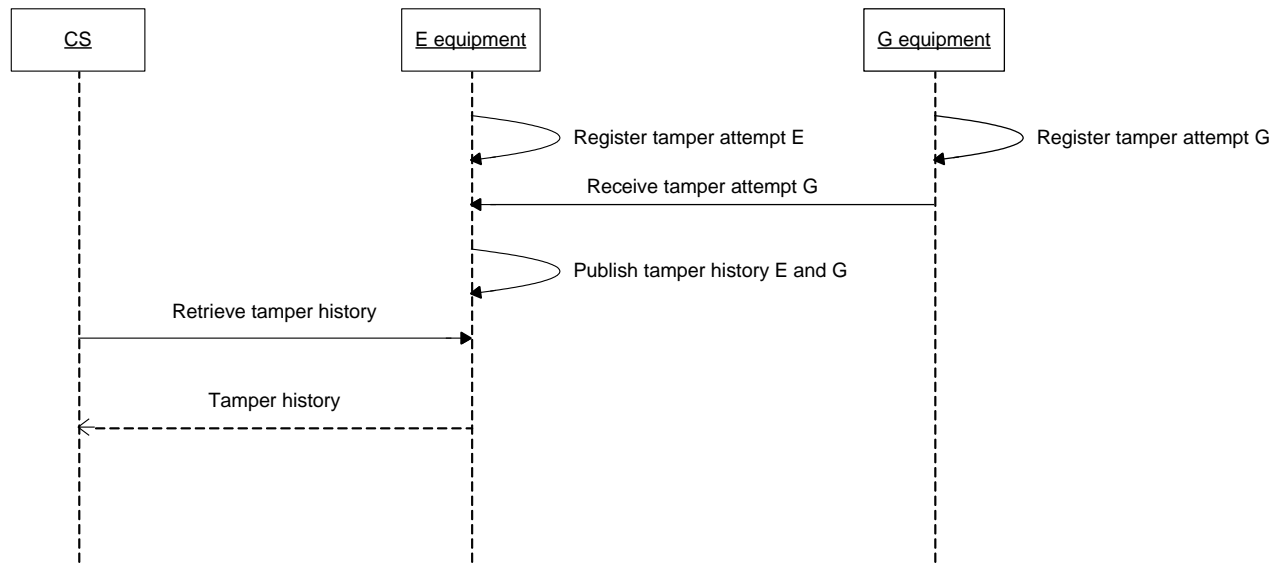 CS
E equipment
G equipment
Register tamper attempt E
Register tamper attempt G
Receive tamper attempt G
Publish tamper history E and G
Retrieve tamper history
Tamper history